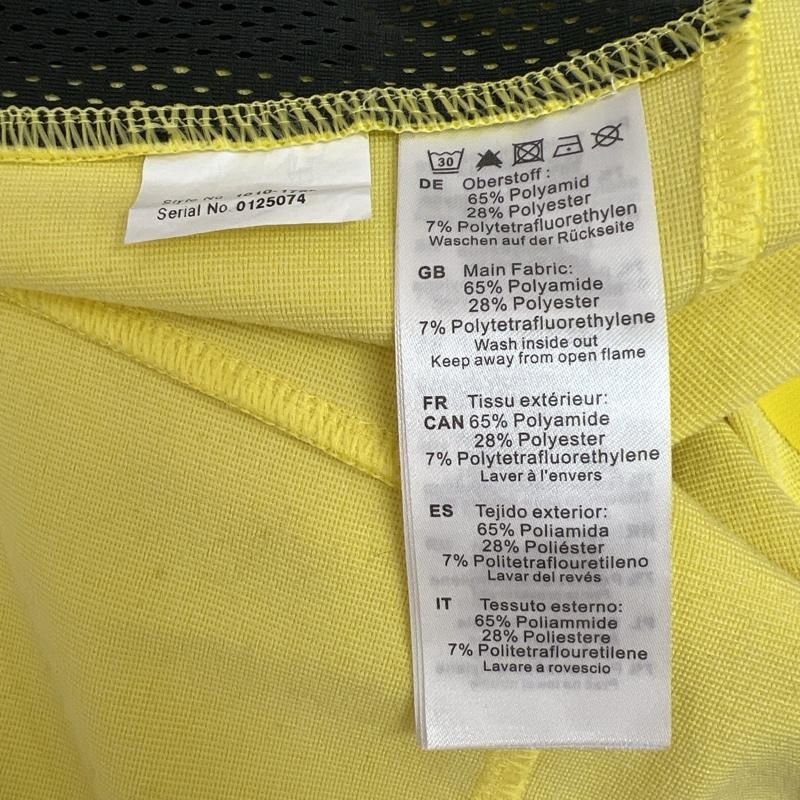 Style No.
Serial No. 0125074
30
DE Oberstoff :
65% Polyamid
28% Polyester
7% Polytetrafluorethylen
Waschen auf der Rückseite
GB Main Fabric:
65% Polyamide
28% Polyester
7% Polytetrafluorethylene
Wash inside out
Keep away from open flame
FR Tissu extérieur:
CAN 65% Polyamide
28% Polyester
7% Polytetrafluorethylene
Laver à l'envers
ES Tejido exterior:
65% Poliamida
28% Poliéster
7% Politetraflouretileno
Lavar del revés
IT Tessuto esterno:
65% Poliammide
28% Poliestere
7% Politetraflouretilene
Lavare a rovescio